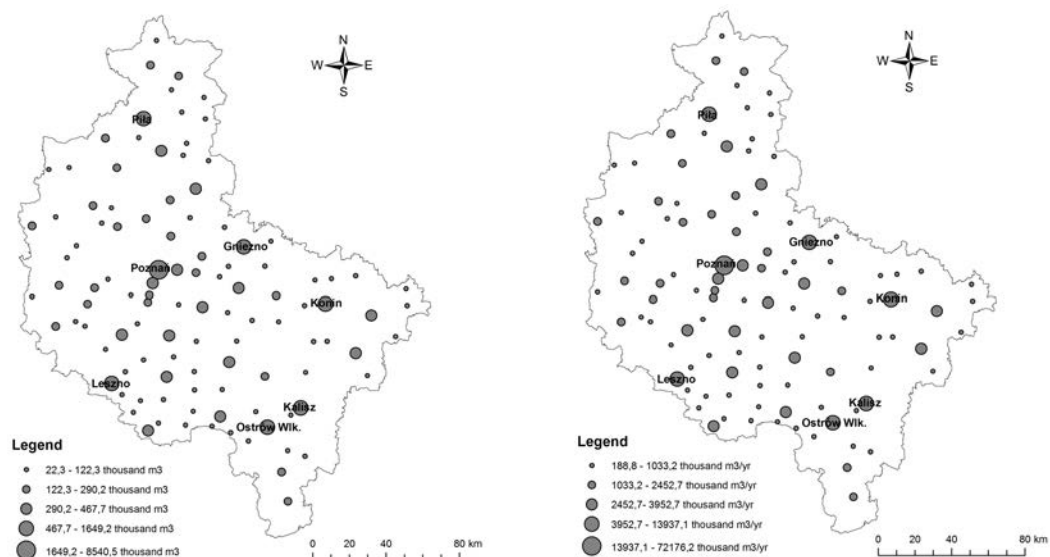 N
W E
S
Piła
Gniezno
Poznań
Konin
Leszno
Kalisz
Ostrów Wlk.
Legend
22,3 - 122,3 thousand m3
122,3 - 290,2 thousand m3
290,2 - 467,7 thousand m3
467,7 - 1649,2 thousand m3
1649,2 - 8540,5 thousand m3
0 20 40 60 80 km
N
W E
S
Piła
Gniezno
Poznań
Konin
Leszno
Kalisz
Ostrów Wlk.
Legend
188,8 - 1033,2 thousand m3/yr
1033,2 - 2452,7 thousand m3/yr
2452,7- 3952,7 thousand m3/yr
3952,7 - 13937,1 thousand m3/yr
13937,1 - 72176,2 thousand m3/yr
0 20 40 60 80 km